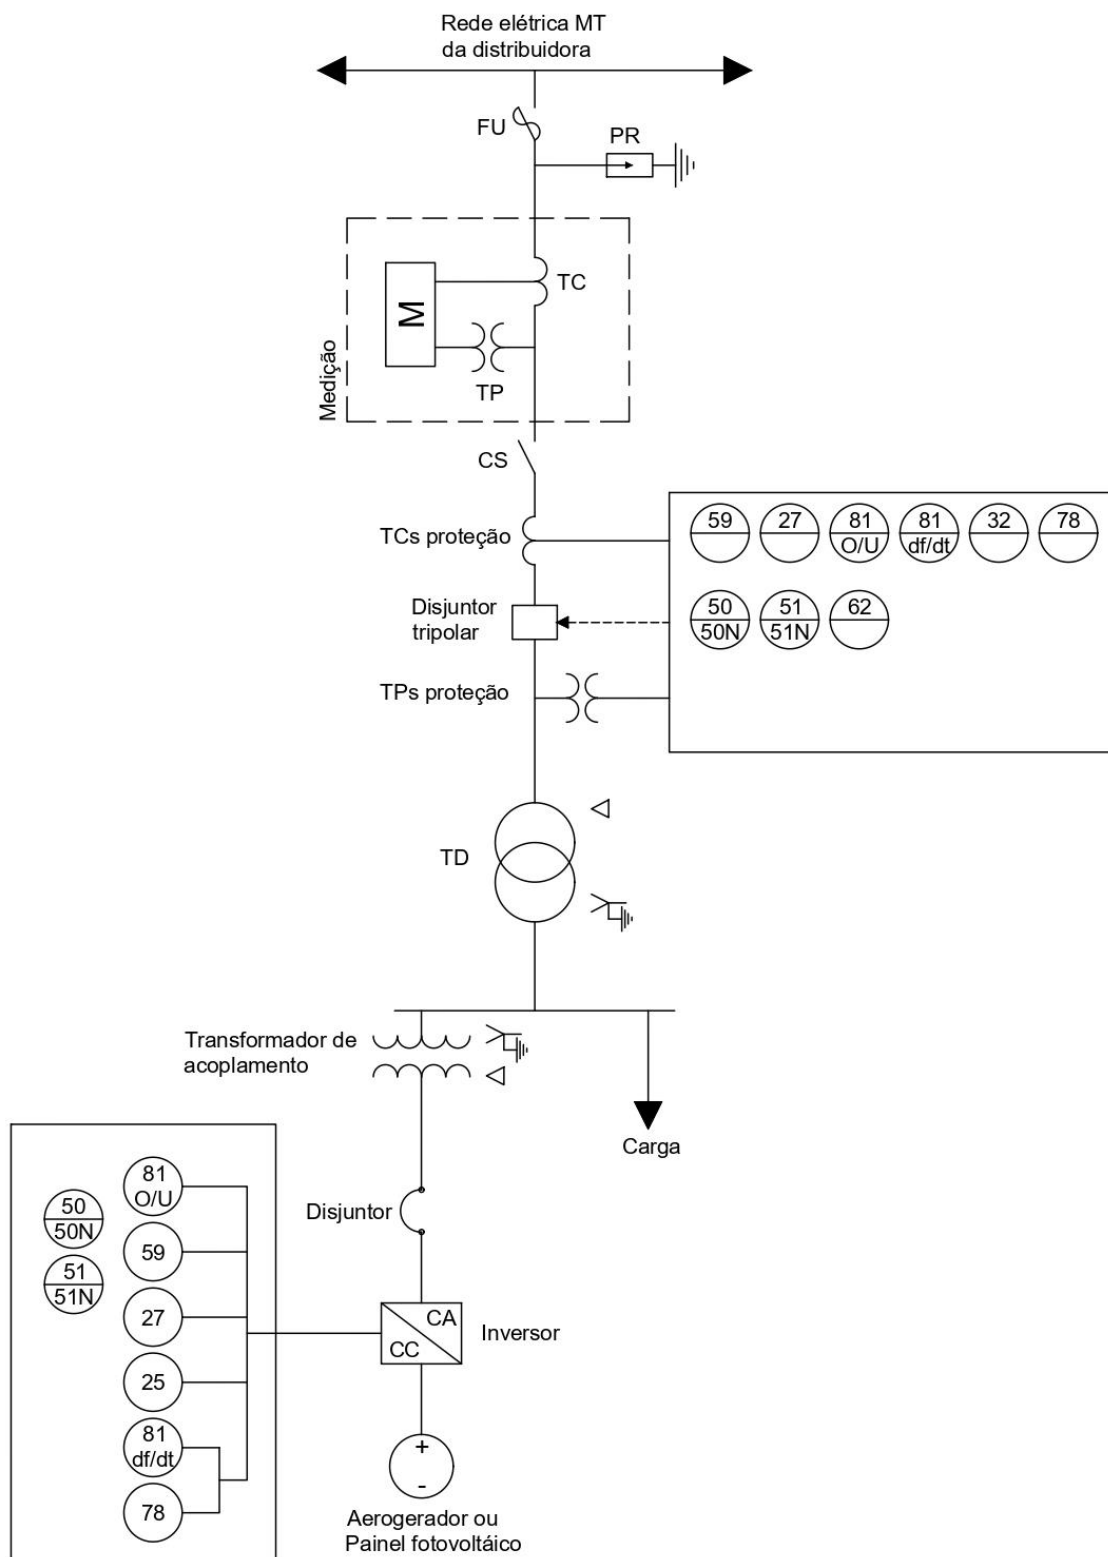 Rede elétrica MT
da distribuidora
FU
PR
TC
M
TP
Medição
CS
TCs proteção
59
27
81
O/U
81
df/dt
32
78
Disjuntor
tripolar
50
50N
51
51N
62
TPs proteção
TD
Transformador de
acoplamento
Carga
81
O/U
50
50N
59
51
51N
27
25
81
df/dt
78
Disjuntor
CA
CC
Inversor
+
-
Aerogerador ou
Painel fotovoltáico